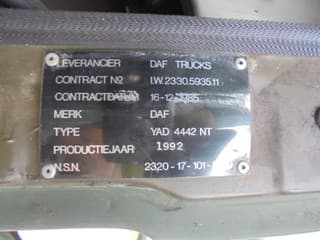 LEVERANCIER DAF TRUCKS
CONTRACT No I.W.2330.5935.11
CONTRACTDATUM 16-12-1985
MERK DAF
TYPE YAD 4442 NT
PRODUCTIEJAAR 1992
N.S.N. 2320-17-101-